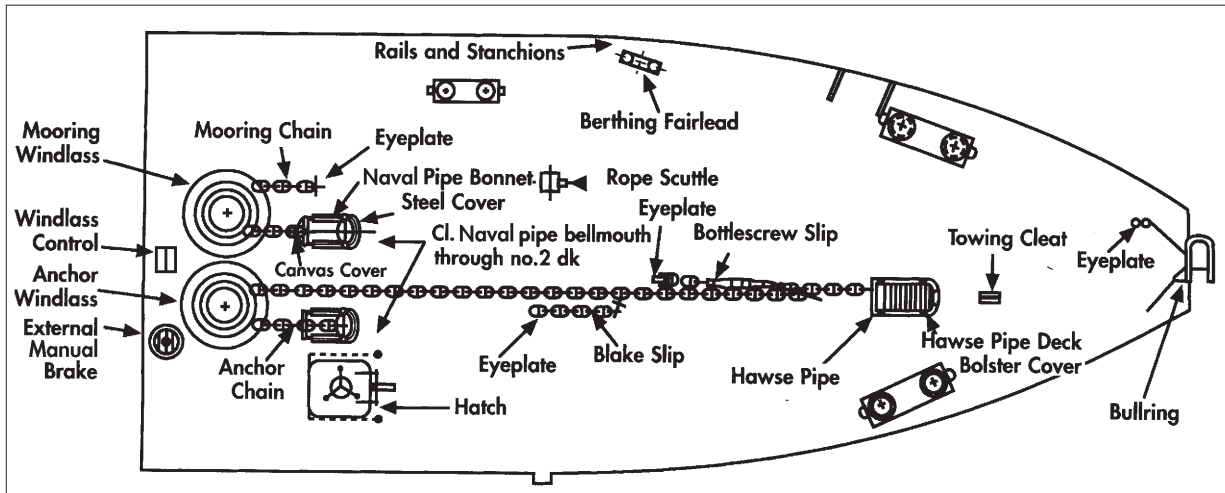 Rails and Stanchions
Berthing Fairlead
Mooring
Windlass
Mooring Chain
Eyeplate
Naval Pipe Bonnet
Steel Cover
Rope Scuttle
Windlass
Control
Canvas Cover
Cl. Naval pipe bellmouth
through no.2 dk
Eyeplate
Bottlescrew Slip
Towing Cleat
Eyeplate
Anchor
Windlass
External
Manual
Brake
Anchor
Chain
Hatch
Eyeplate
Blake Slip
Hawse Pipe
Hawse Pipe Deck
Bolster Cover
Bullring